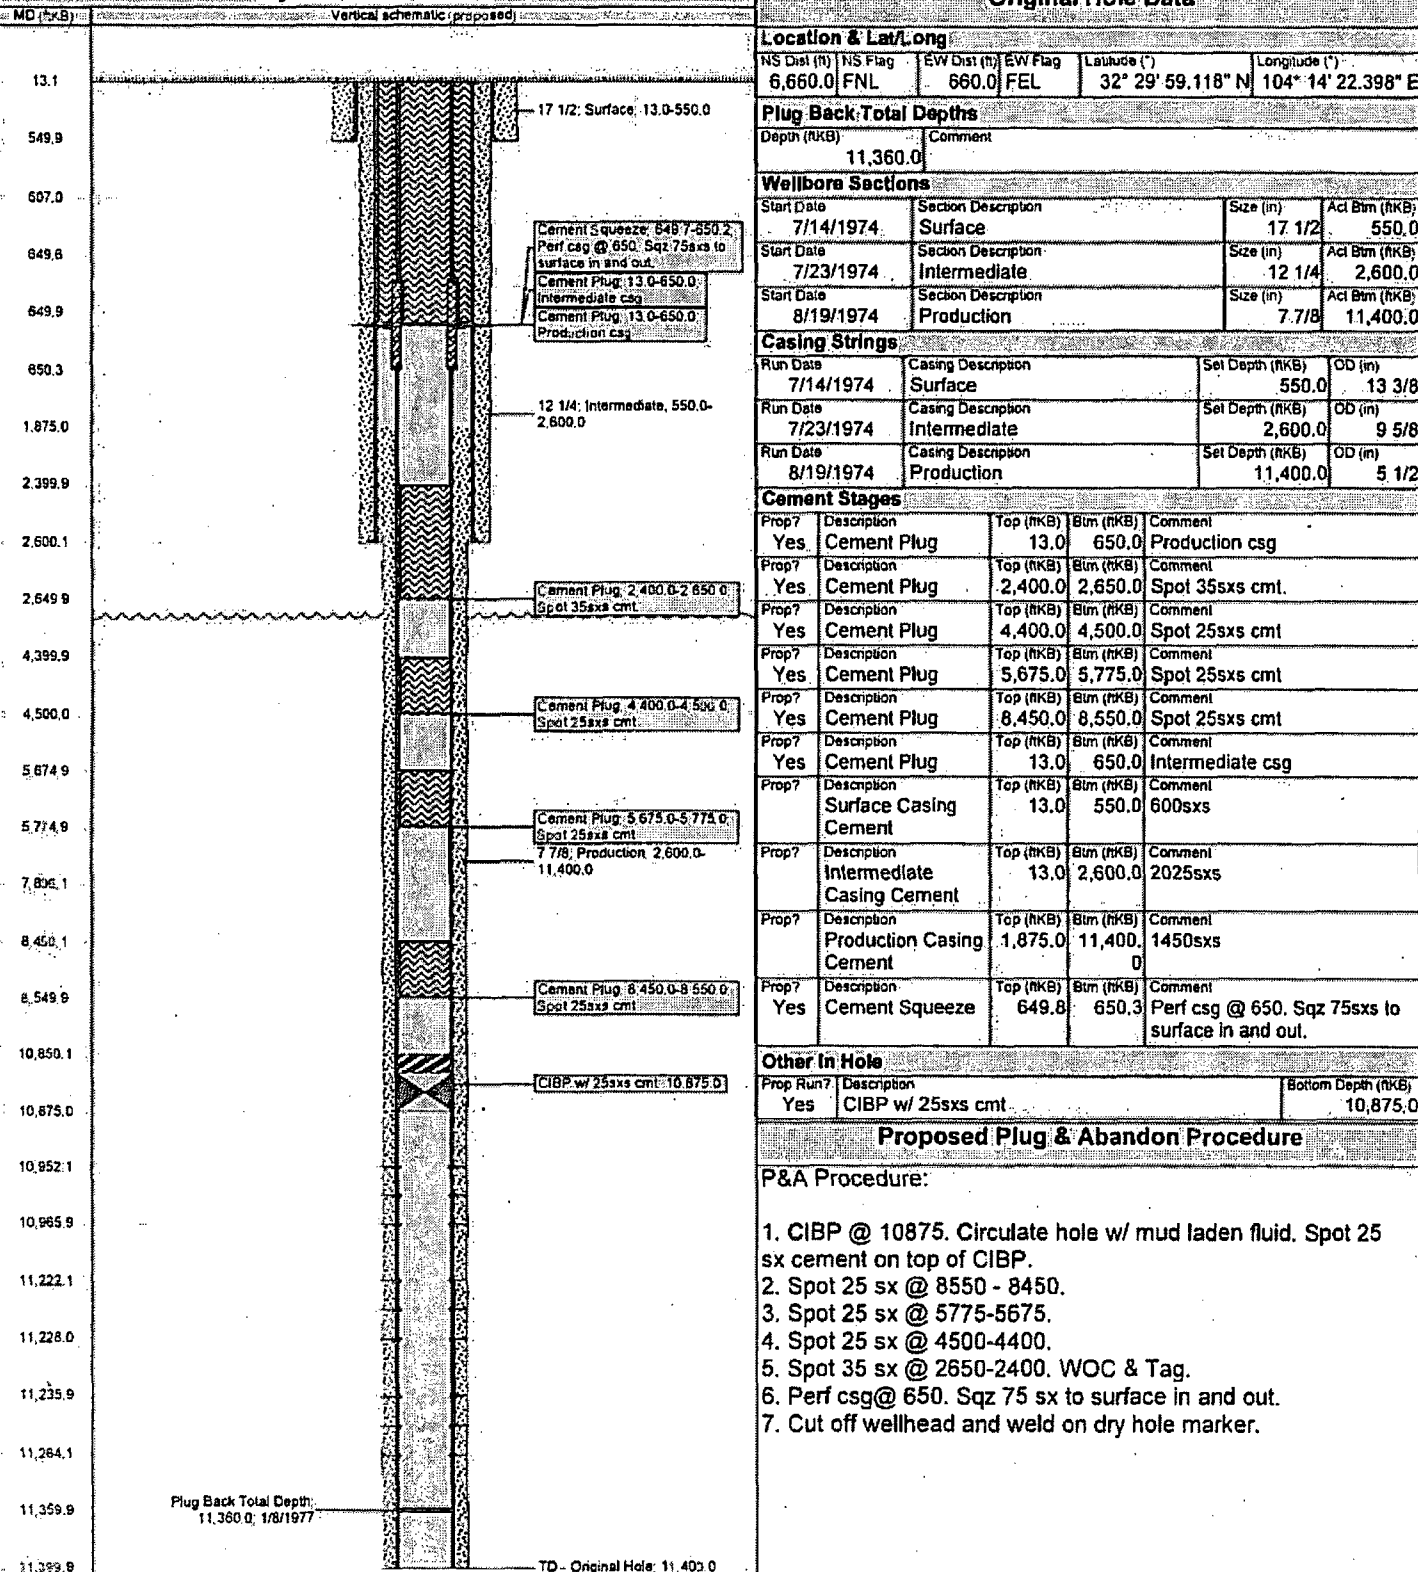 MD (ftKB)
Vertical schematic (proposed)
13.1
549.9
607.0
649.6
649.9
650.3
1,875.0
2,399.9
2,600.1
2,649.9
4,399.9
4,500.0
5,674.9
5,774.9
8,450.1
8,549.9
10,850.1
10,875.0
10,952.1
10,965.9
11,222.1
11,228.0
11,235.9
11,264.1
11,359.9
11,399.9
17 1/2; Surface; 13.0-550.0
Cement Squeeze; 649.7-650.2;
Perf csg @ 650. Sqz 75sxs to
surface in and out.
Cement Plug; 13.0-650.0;
Intermediate csg
Cement Plug; 13.0-650.0;
Production csg
12 1/4; Intermediate, 550.0-
2,600.0
Cement Plug; 2,400.0-2,650.0;
Spot 35sxs cmt.
Cement Plug; 4,400.0-4,500.0;
Spot 25sxs cmt
Cement Plug; 5,675.0-5,775.0;
Spot 25sxs cmt
7 7/8; Production, 2,600.0-
11,400.0
Cement Plug; 8,450.0-8,550.0;
Spot 25sxs cmt
CIBP w/ 25sxs cmt; 10,875.0
Plug Back Total Depth;
11,360.0; 1/8/1977
TD - Original Hole; 11,400.0
Original Hole Data
Location & Lat/Long
NS Dist (ft) NS Flag EW Dist (ft) EW Flag Latitude (°) Longitude (°)
6,660.0 FNL 660.0 FEL 32° 29' 59.118" N 104° 14' 22.398" E
Plug Back Total Depths
Depth (ftKB) Comment
11,360.0
Wellbore Sections
Start Date Section Description Size (in) Act Btm (ftKB)
7/14/1974 Surface 17 1/2 550.0
Start Date Section Description Size (in) Act Btm (ftKB)
7/23/1974 Intermediate 12 1/4 2,600.0
Start Date Section Description Size (in) Act Btm (ftKB)
8/19/1974 Production 7 7/8 11,400.0
Casing Strings
Run Date Casing Description Set Depth (ftKB) OD (in)
7/14/1974 Surface 550.0 13 3/8
Run Date Casing Description Set Depth (ftKB) OD (in)
7/23/1974 Intermediate 2,600.0 9 5/8
Run Date Casing Description Set Depth (ftKB) OD (in)
8/19/1974 Production 11,400.0 5 1/2
Cement Stages
Prop? Description Top (ftKB) Btm (ftKB) Comment
Yes Cement Plug 13.0 650.0 Production csg
Prop? Description Top (ftKB) Btm (ftKB) Comment
Yes Cement Plug 2,400.0 2,650.0 Spot 35sxs cmt.
Prop? Description Top (ftKB) Btm (ftKB) Comment
Yes Cement Plug 4,400.0 4,500.0 Spot 25sxs cmt
Prop? Description Top (ftKB) Btm (ftKB) Comment
Yes Cement Plug 5,675.0 5,775.0 Spot 25sxs cmt
Prop? Description Top (ftKB) Btm (ftKB) Comment
Yes Cement Plug 8,450.0 8,550.0 Spot 25sxs cmt
Prop? Description Top (ftKB) Btm (ftKB) Comment
Yes Cement Plug 13.0 650.0 Intermediate csg
Prop? Description Top (ftKB) Btm (ftKB) Comment
Surface Casing 13.0 550.0 600sxs
Cement
Prop? Description Top (ftKB) Btm (ftKB) Comment
Intermediate 13.0 2,600.0 2025sxs
Casing Cement
Prop? Description Top (ftKB) Btm (ftKB) Comment
Production Casing 1,875.0 11,400. 1450sxs
Cement 0
Prop? Description Top (ftKB) Btm (ftKB) Comment
Yes Cement Squeeze 649.8 650.3 Perf csg @ 650. Sqz 75sxs to
surface in and out.
Other In Hole
Prop Run? Description Bottom Depth (ftKB)
Yes CIBP w/ 25sxs cmt 10,875.0
Proposed Plug & Abandon Procedure
P&A Procedure:
1. CIBP @ 10875. Circulate hole w/ mud laden fluid. Spot 25
sx cement on top of CIBP.
2. Spot 25 sx @ 8550 - 8450.
3. Spot 25 sx @ 5775-5675.
4. Spot 25 sx @ 4500-4400.
5. Spot 35 sx @ 2650-2400. WOC & Tag.
6. Perf csg@ 650. Sqz 75 sx to surface in and out.
7. Cut off wellhead and weld on dry hole marker.